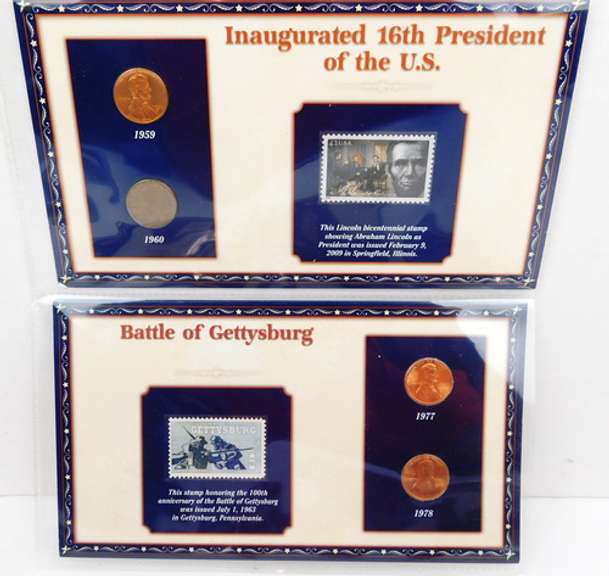 Inaugurated 16th President
of the U.S.
1959
1960
USA
This Lincoln bicentennial stamp
showing Abraham Lincoln as
President was issued February 9,
2009 in Springfield, Illinois.
Battle of Gettysburg
GETTYSBURG
This stamp honoring the 100th
anniversary of the Battle of Gettysburg
was issued July 1, 1963
in Gettysburg, Pennsylvania.
1977
1978